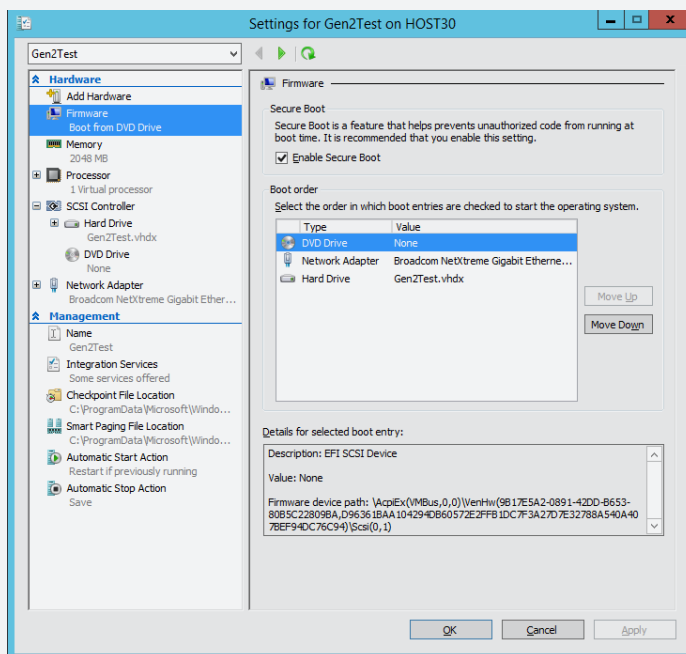 Settings for Gen2Test on HOST30
Gen2Test
Hardware
Add Hardware
Firmware
Boot from DVD Drive
Memory
2048 MB
Processor
1 Virtual processor
SCSI Controller
Hard Drive
Gen2Test.vhdx
DVD Drive
None
Network Adapter
Broadcom NetXtreme Gigabit Ether...
Management
Name
Gen2Test
Integration Services
Some services offered
Checkpoint File Location
C:\ProgramData\Microsoft\Windo...
Smart Paging File Location
C:\ProgramData\Microsoft\Windo...
Automatic Start Action
Restart if previously running
Automatic Stop Action
Save
Firmware
Secure Boot
Secure Boot is a feature that helps prevents unauthorized code from running at
boot time. It is recommended that you enable this setting.
Enable Secure Boot
Boot order
Select the order in which boot entries are checked to start the operating system.
Type Value
DVD Drive None
Network Adapter Broadcom NetXtreme Gigabit Etherne...
Hard Drive Gen2Test.vhdx
Move Up
Move Down
Details for selected boot entry:
Description: EFI SCSI Device
Value: None
Firmware device path: \AcpiEx(VMBus,0,0)\VenHw(9B17E5A2-0891-42DD-B653-
80B5C22809BA,D96361BAA104294DB60572E2FFB1DC7F3A27D7E32788A540A40
7BEF94DC76C94)\Scsi(0,1)
OK Cancel Apply